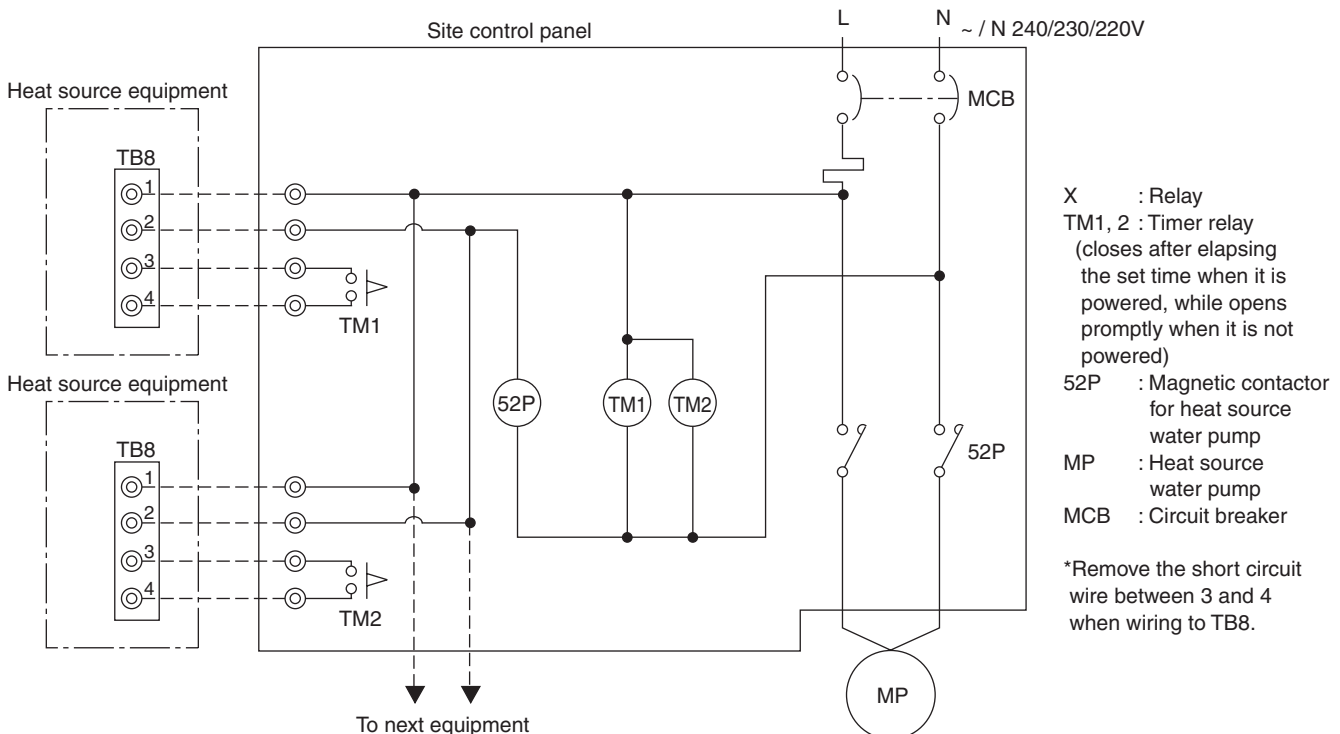 Site control panel
L
N
~ / N 240/230/220V
MCB
Heat source equipment
TB8
1
2
3
4
TM1
Heat source equipment
TB8
1
2
3
4
TM2
52P
TM1
TM2
52P
MP
To next equipment
X : Relay
TM1, 2 : Timer relay
(closes after elapsing
the set time when it is
powered, while opens
promptly when it is not
powered)
52P : Magnetic contactor
for heat source
water pump
MP : Heat source
water pump
MCB : Circuit breaker
*Remove the short circuit
wire between 3 and 4
when wiring to TB8.